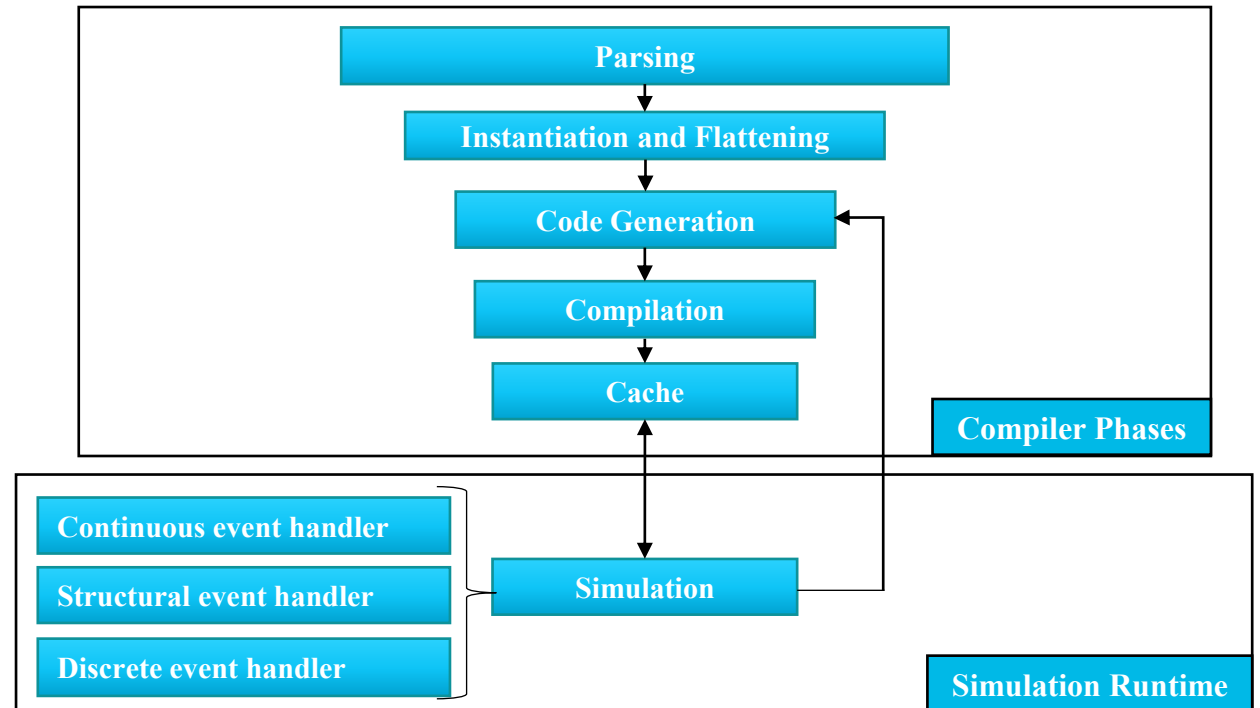 Parsing
Instantiation and Flattening
Code Generation
Compilation
Cache
Compiler Phases
Continuous event handler
Structural event handler
Discrete event handler
Simulation
Simulation Runtime